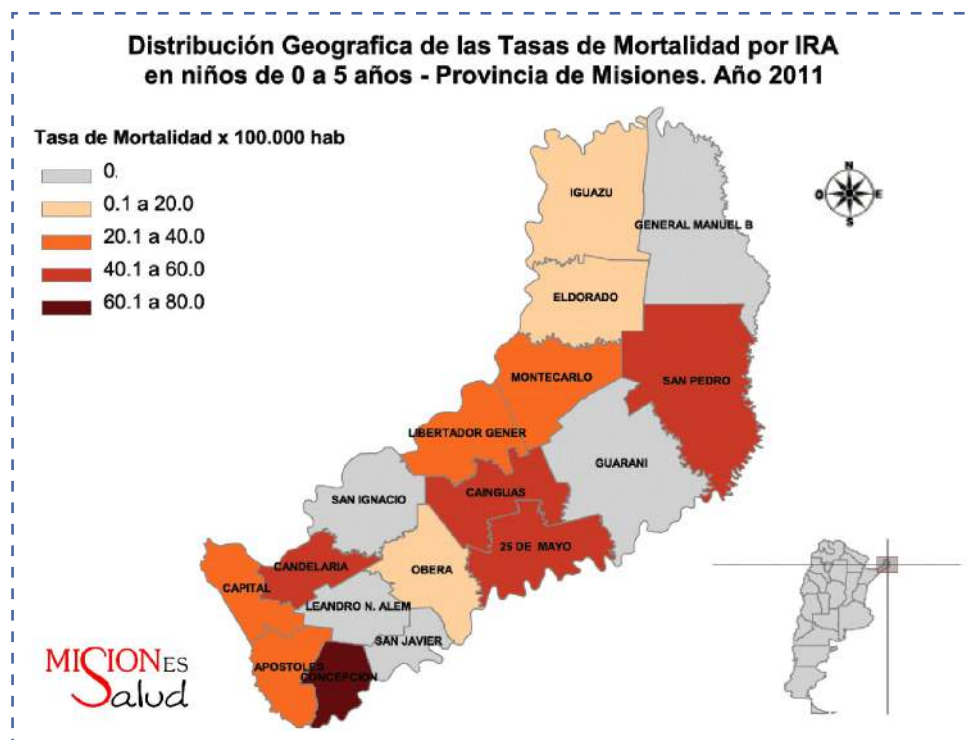 Distribución Geografica de las Tasas de Mortalidad por IRA
en niños de 0 a 5 años - Provincia de Misiones. Año 2011
Tasa de Mortalidad x 100.000 hab
0.
0.1 a 20.0
20.1 a 40.0
40.1 a 60.0
60.1 a 80.0
N
O
E
S
IGUAZU
GENERAL MANUEL B
ELDORADO
MONTECARLO
SAN PEDRO
LIBERTADOR GENER
GUARANI
CAINGUAS
SAN IGNACIO
25 DE MAYO
CANDELARIA
OBERA
CAPITAL
LEANDRO N. ALEM
SAN JAVIER
APOSTOLES
CONCEPCION
MISIONES
Salud